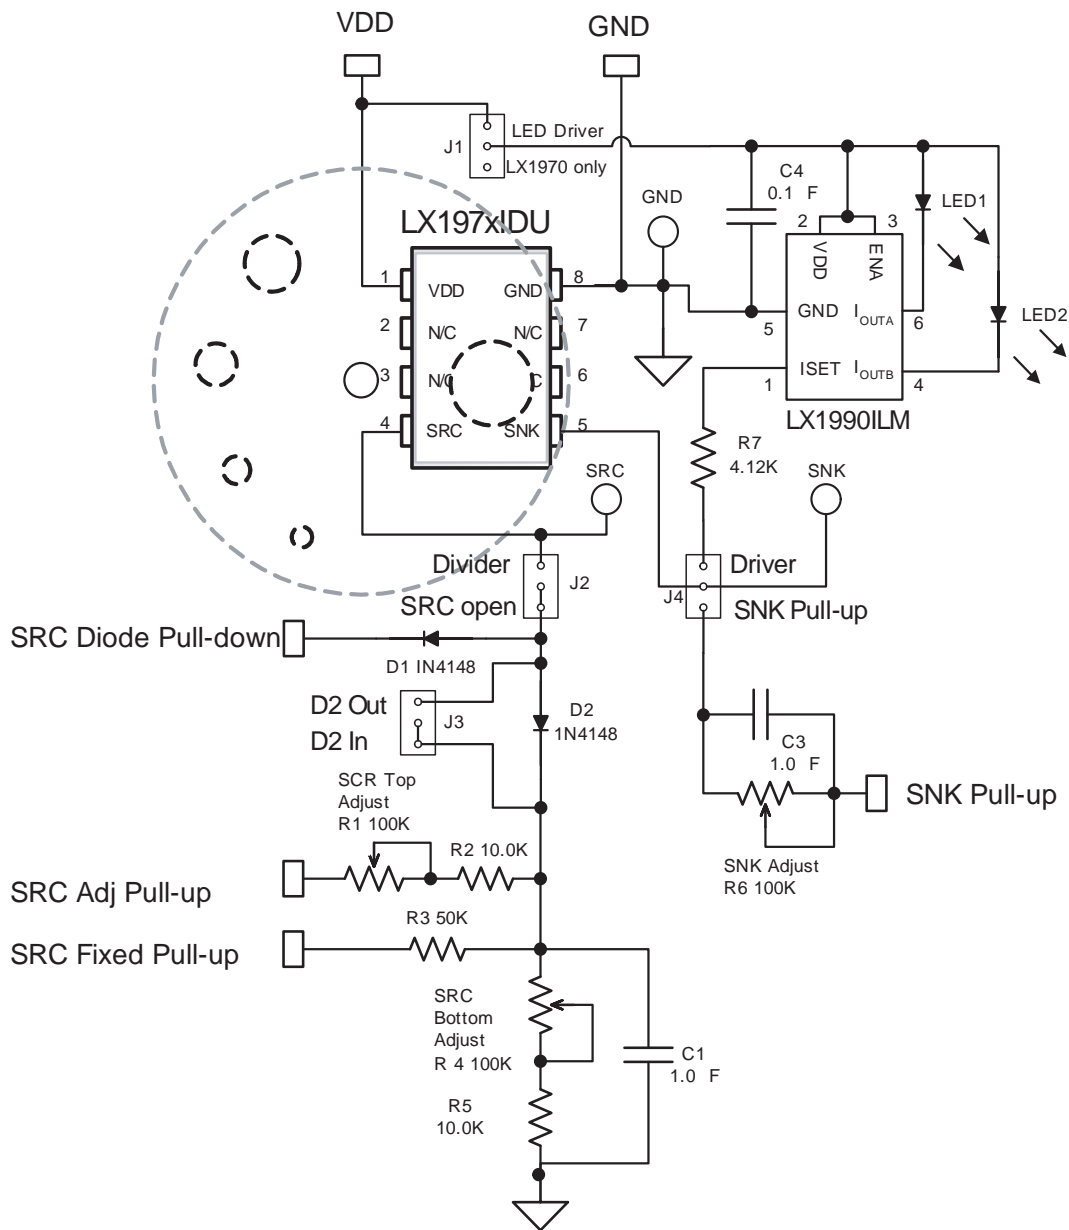 VDD
GND
J1
LED Driver
LX1970 only
C4
0.1 F
GND
LED1
LX197xIDU
2
3
VDD
ENA
1
VDD
GND
8
2
N/C
N/C
7
3
N/C
C
6
4
SRC
SNK
5
5
GND
IOUTA
6
LED2
1
ISET
IOUTB
4
LX1990ILM
R7
4.12K
SRC
SNK
Divider
J2
SRC open
Driver
J4
SNK Pull-up
SRC Diode Pull-down
D1 IN4148
D2 Out
J3
D2 In
D2
1N4148
C3
1.0 F
SNK Pull-up
SCR Top
Adjust
R1 100K
R2 10.0K
SNK Adjust
R6 100K
SRC Adj Pull-up
R3 50K
SRC Fixed Pull-up
SRC
Bottom
Adjust
R 4 100K
C1
1.0 F
R5
10.0K